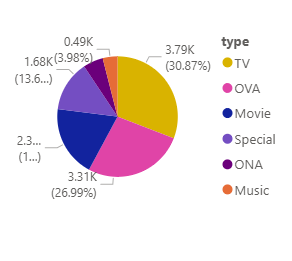 0.49K
(3.98%)
3.79K
(30.87%)
1.68K
(13.6...
2.3...
(1...)
3.31K
(26.99%)
type
TV
OVA
Movie
Special
ONA
Music